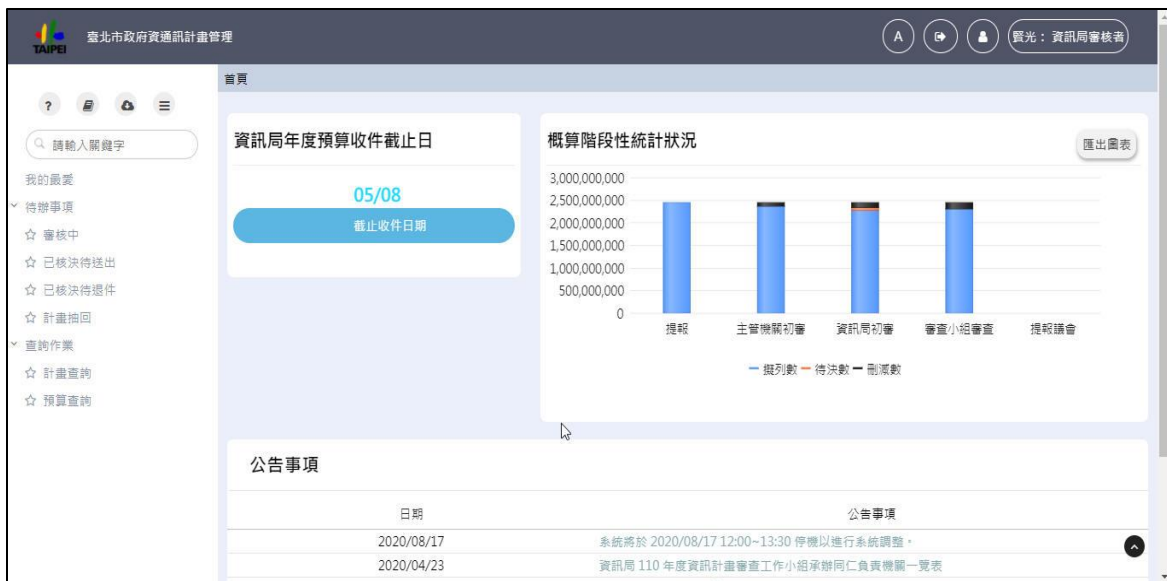 TAIPEI
臺北市政府資通訊計畫管理
A
賢光： 資訊局審核者
首頁
?
請輸入關鍵字
我的最愛
待辦事項
審核中
已核決待送出
已核決待退件
計畫抽回
查詢作業
計畫查詢
預算查詢
資訊局年度預算收件截止日
05/08
截止收件日期
概算階段性統計狀況
匯出圖表
3,000,000,000
2,500,000,000
2,000,000,000
1,500,000,000
1,000,000,000
500,000,000
0
提報 主管機關初審 資訊局初審 審查小組審查 提報議會
擬列數 待決數 刪減數
公告事項
日期 公告事項
2020/08/17 系統將於 2020/08/17 12:00~13:30 停機以進行系統調整。
2020/04/23 資訊局 110 年度資訊計畫審查工作小組承辦同仁負責機關一覽表